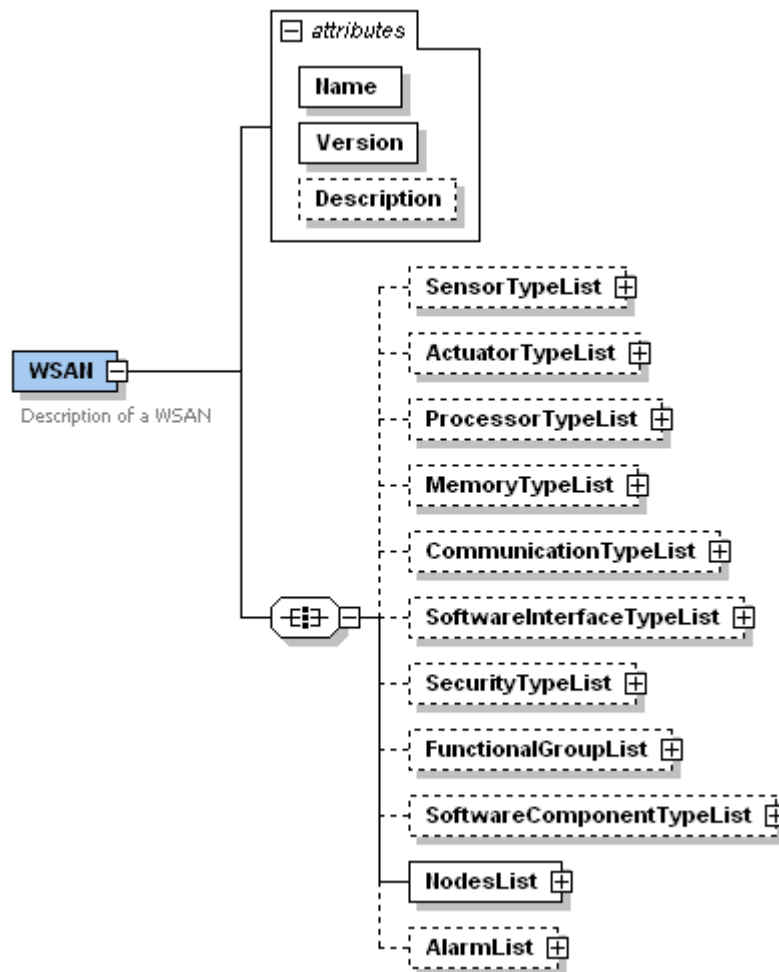 attributes
Name
Version
Description
SensorTypeList
ActuatorTypeList
WSAN
Description of a WSAN
ProcessorTypeList
MemoryTypeList
CommunicationTypeList
SoftwareInterfaceTypeList
SecurityTypeList
FunctionalGroupList
SoftwareComponentTypeList
NodesList
AlarmList